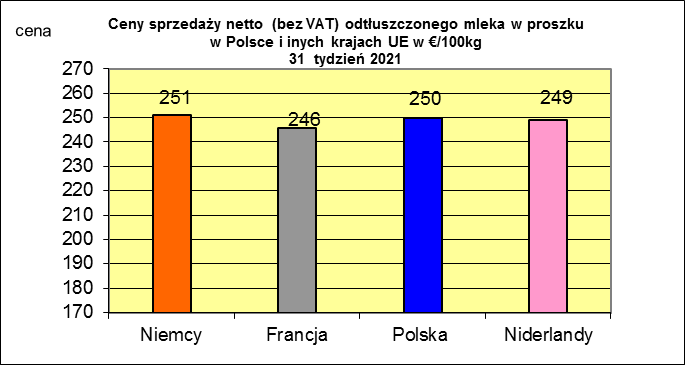 Ceny sprzedaży netto (bez VAT) odtłuszczonego mleka w proszku
w Polsce i inych krajach UE w €/100kg
31 tydzień 2021
cena
270
260
250
240
230
220
210
200
190
180
170
251
246
250
249
Niemcy
Francja
Polska
Niderlandy